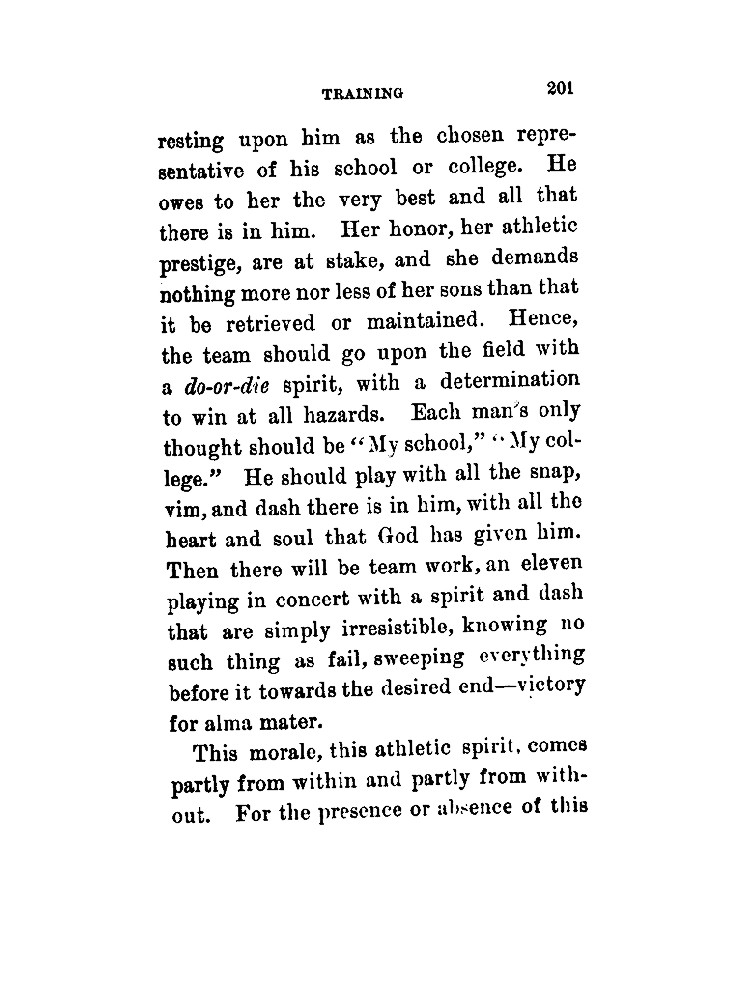 TRAINING 201
resting upon him as the chosen repre-
sentative of his school or college. He
owes to her the very best and all that
there is in him. Her honor, her athletic
prestige, are at stake, and she demands
nothing more nor less of her sons than that
it be retrieved or maintained. Hence,
the team should go upon the field with
a do-or-die spirit, with a determination
to win at all hazards. Each man's only
thought should be "My school," "My col-
lege." He should play with all the snap,
vim, and dash there is in him, with all the
heart and soul that God has given him.
Then there will be team work, an eleven
playing in concert with a spirit and dash
that are simply irresistible, knowing no
such thing as fail, sweeping everything
before it towards the desired end—victory
for alma mater.
This morale, this athletic spirit, comes
partly from within and partly from with-
out. For the presence or absence of this